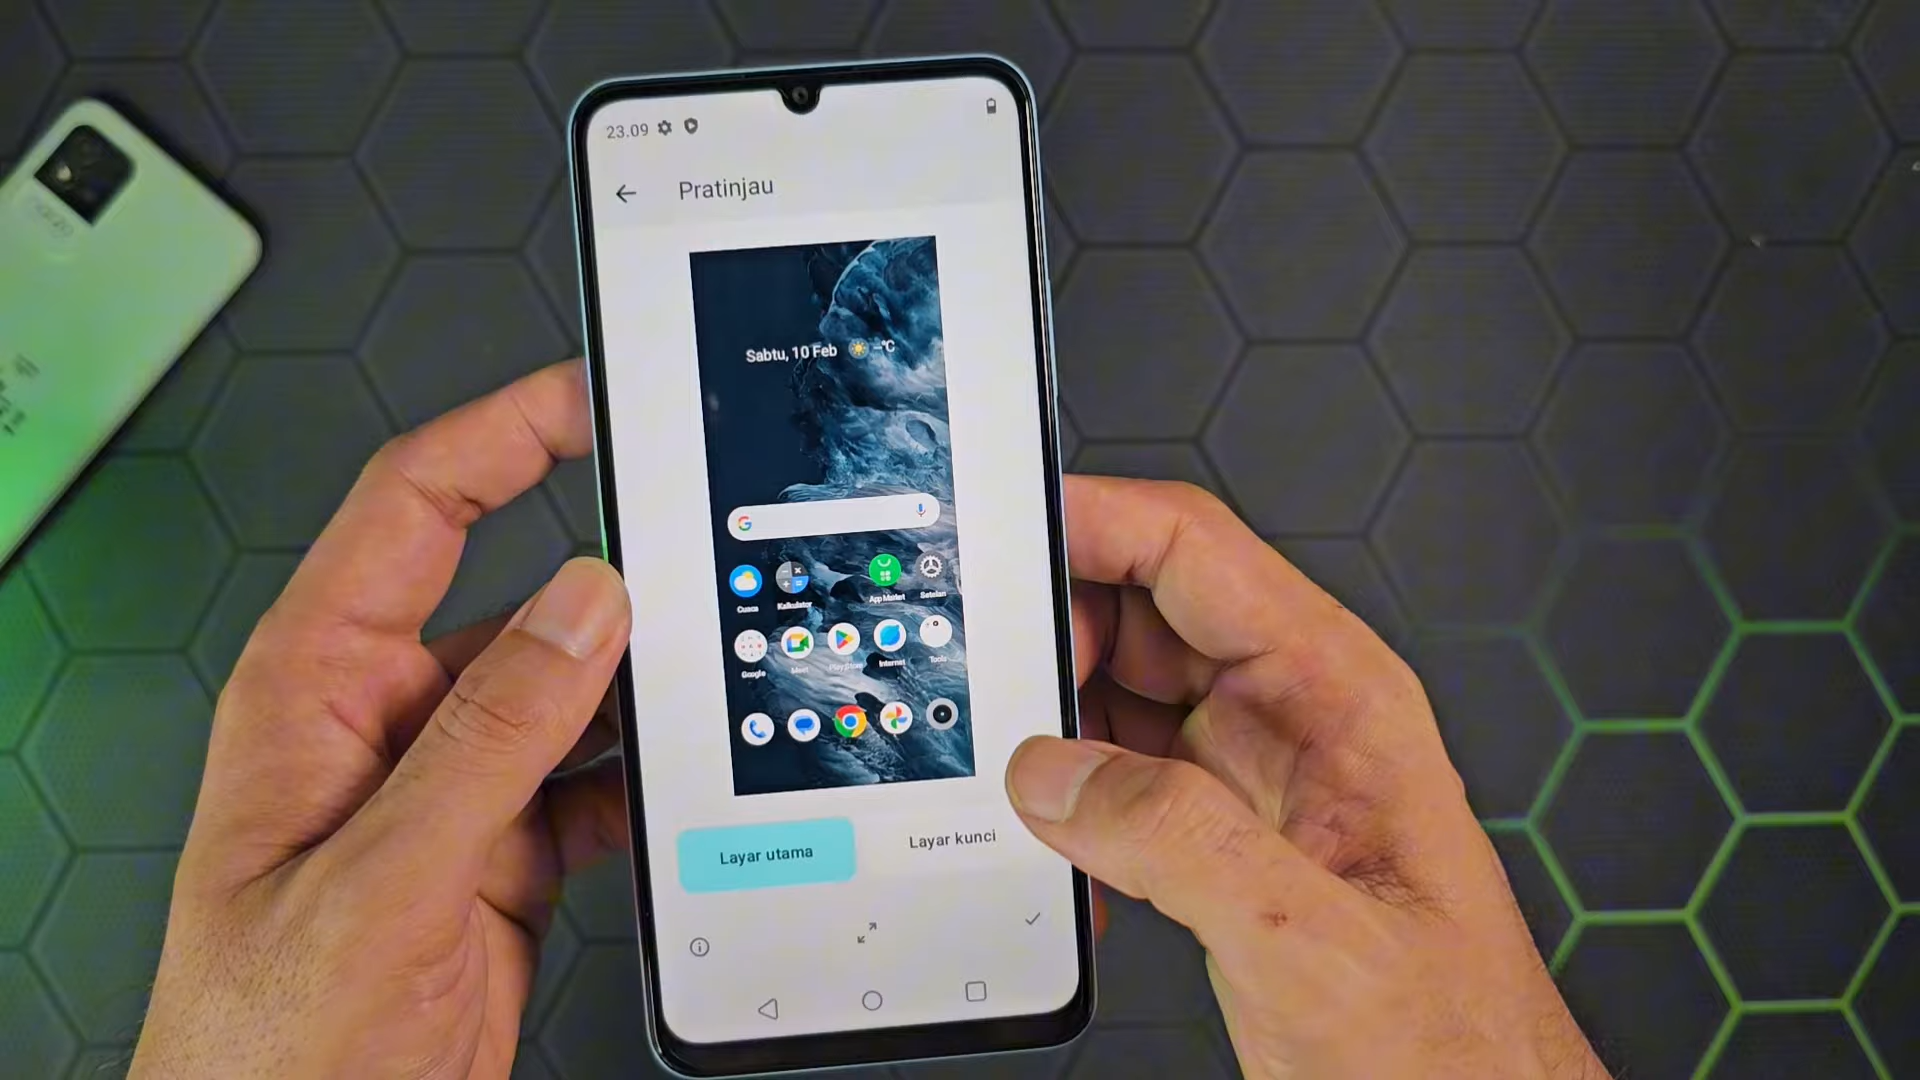 23.09
Pratinjau
Sabtu, 10 Feb –°C
Cuaca Kalkulator App Market Setelan
Google Meet Play Store Internet Tools
Layar utama Layar kunci